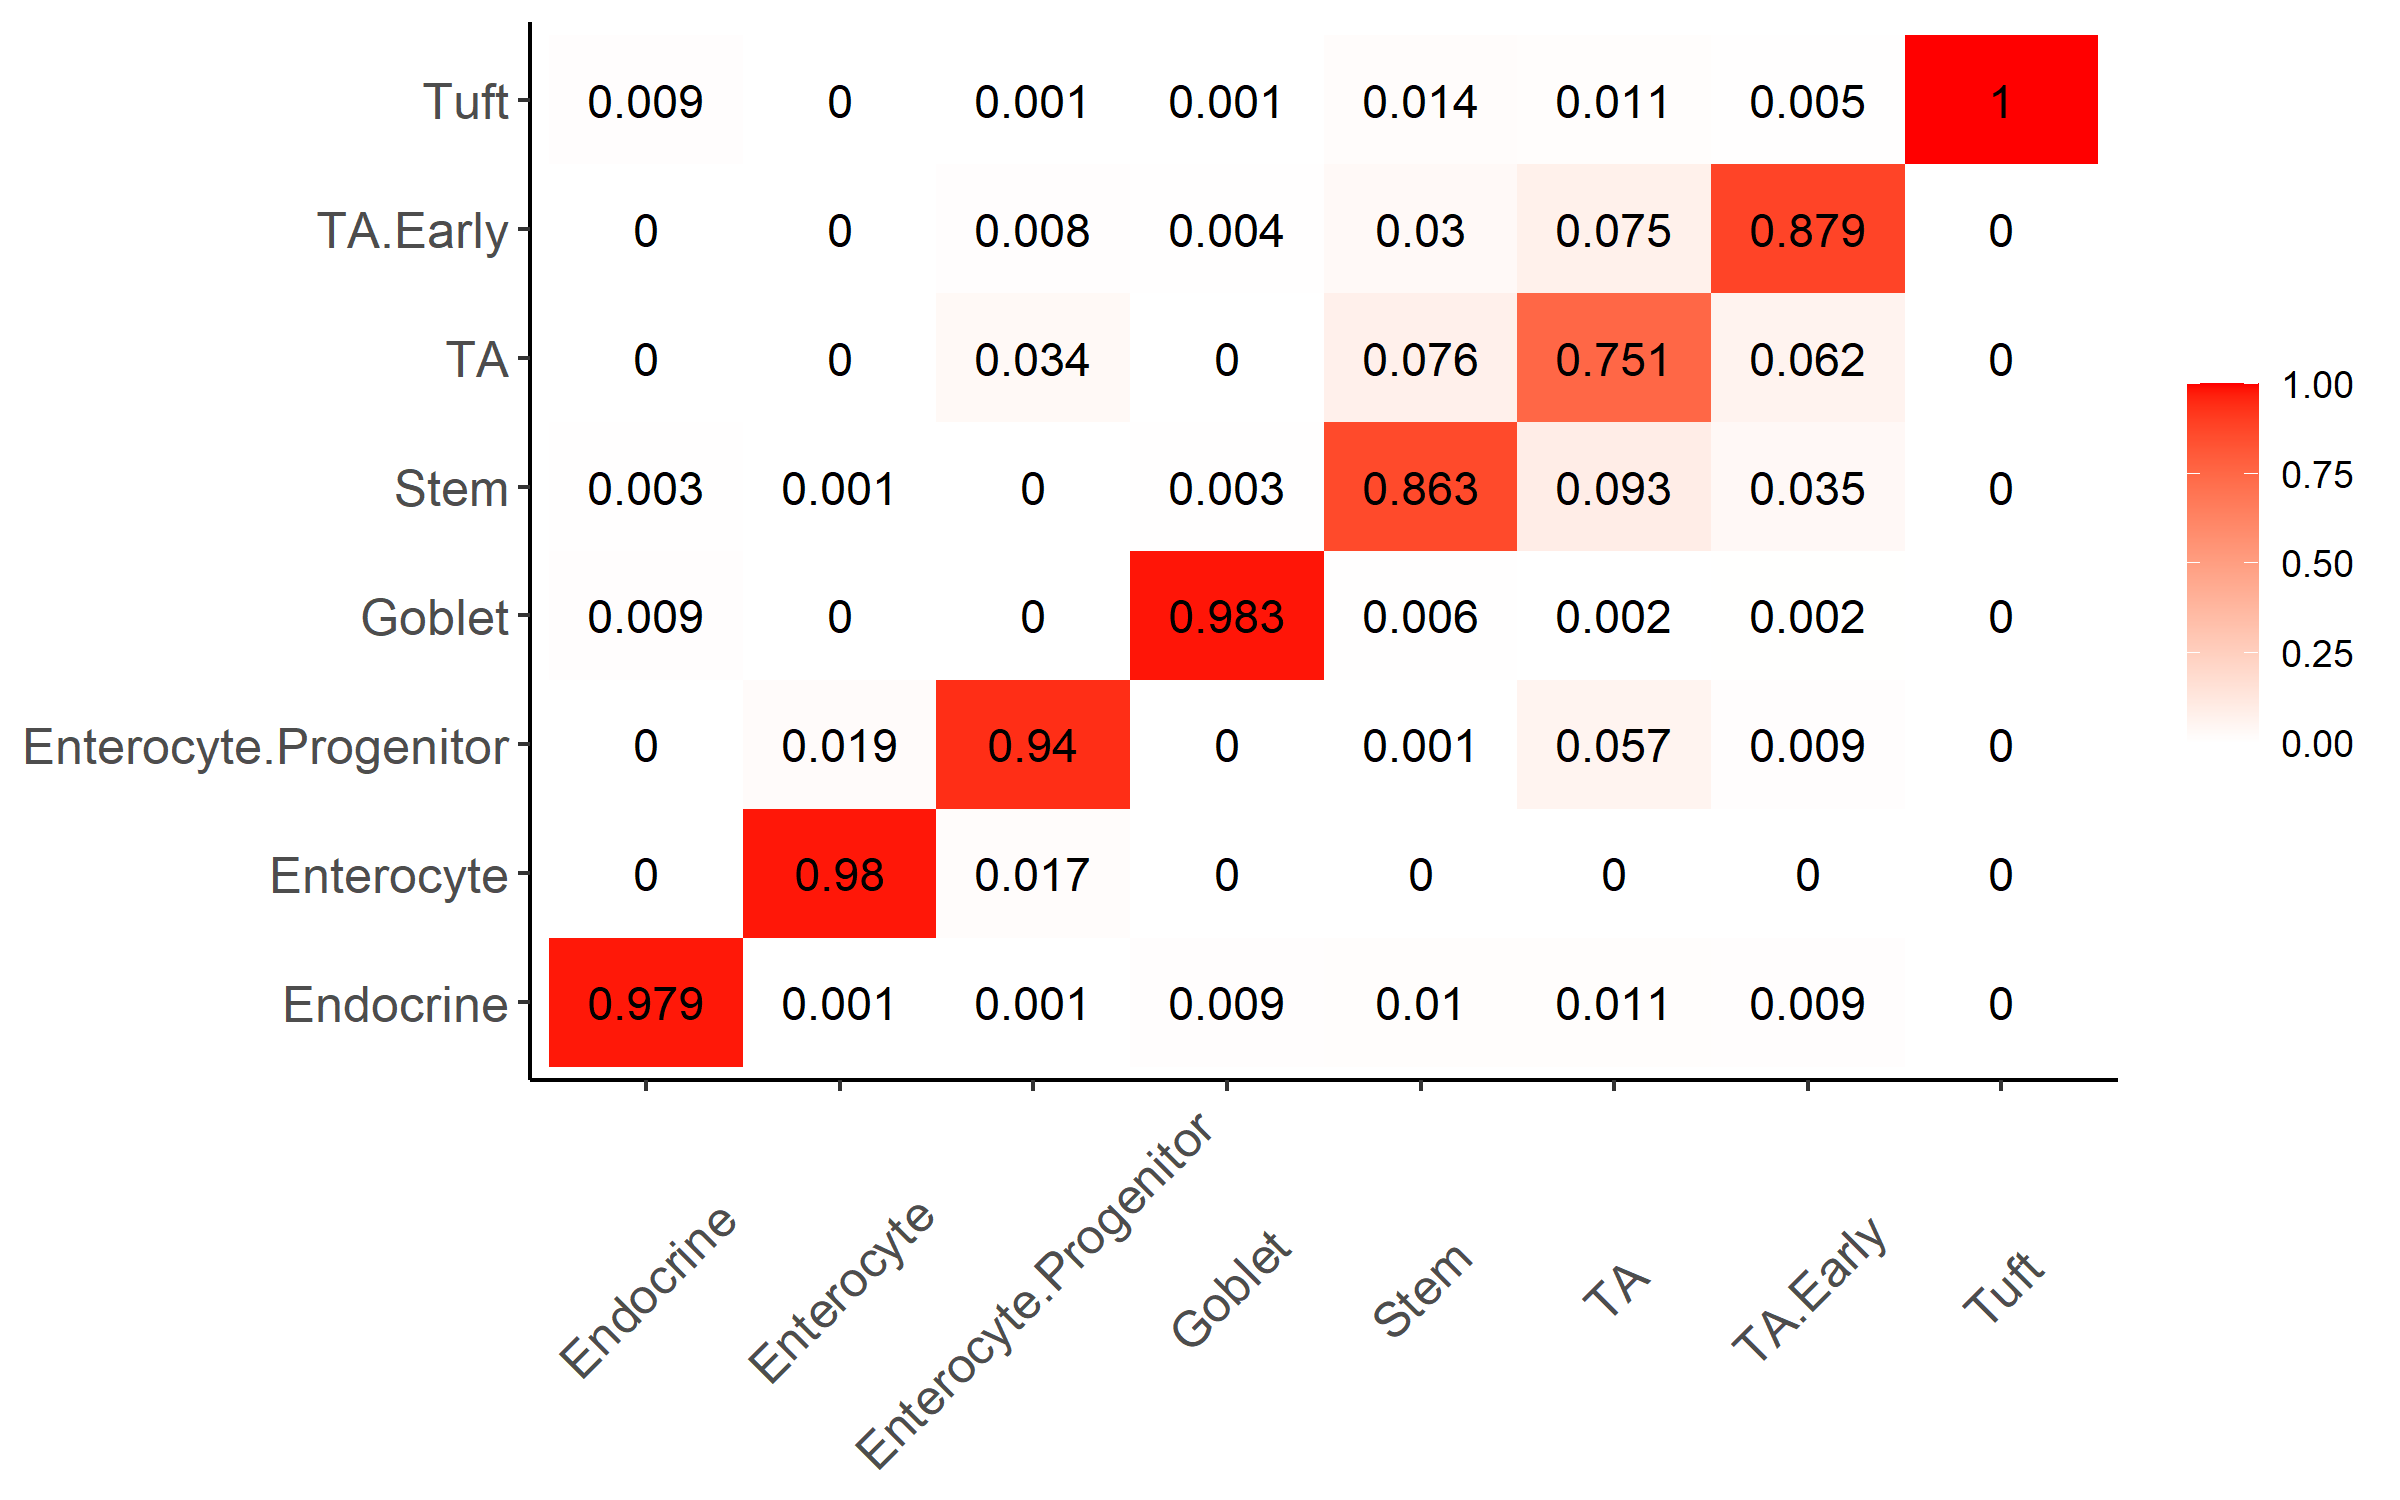 Tuft 0.009 0 0.001 0.001 0.014 0.011 0.005 1
TA.Early 0 0 0.008 0.004 0.03 0.075 0.879 0
TA 0 0 0.034 0 0.076 0.751 0.062 0
Stem 0.003 0.001 0 0.003 0.863 0.093 0.035 0
Goblet 0.009 0 0 0.983 0.006 0.002 0.002 0
Enterocyte.Progenitor 0 0.019 0.94 0 0.001 0.057 0.009 0
Enterocyte 0 0.98 0.017 0 0 0 0 0
Endocrine 0.979 0.001 0.001 0.009 0.01 0.011 0.009 0
Endocrine Enterocyte Enterocyte.Progenitor Goblet Stem TA TA.Early Tuft
1.00
0.75
0.50
0.25
0.00